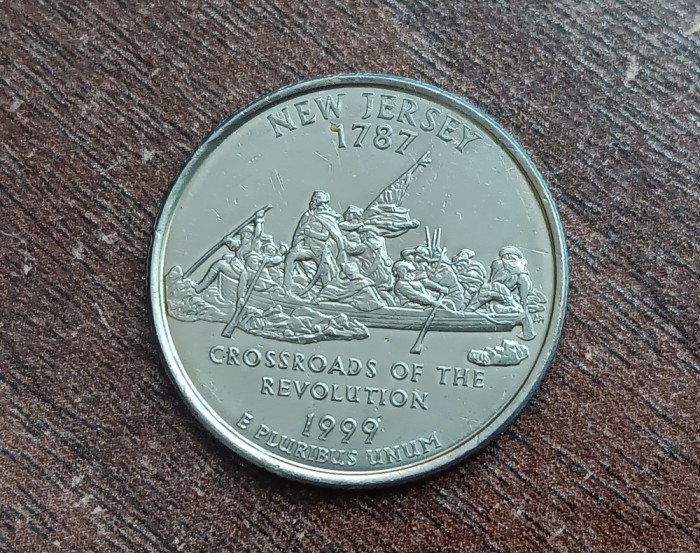 NEW JERSEY
1787
CROSSROADS OF THE
REVOLUTION
1999
E PLURIBUS UNUM